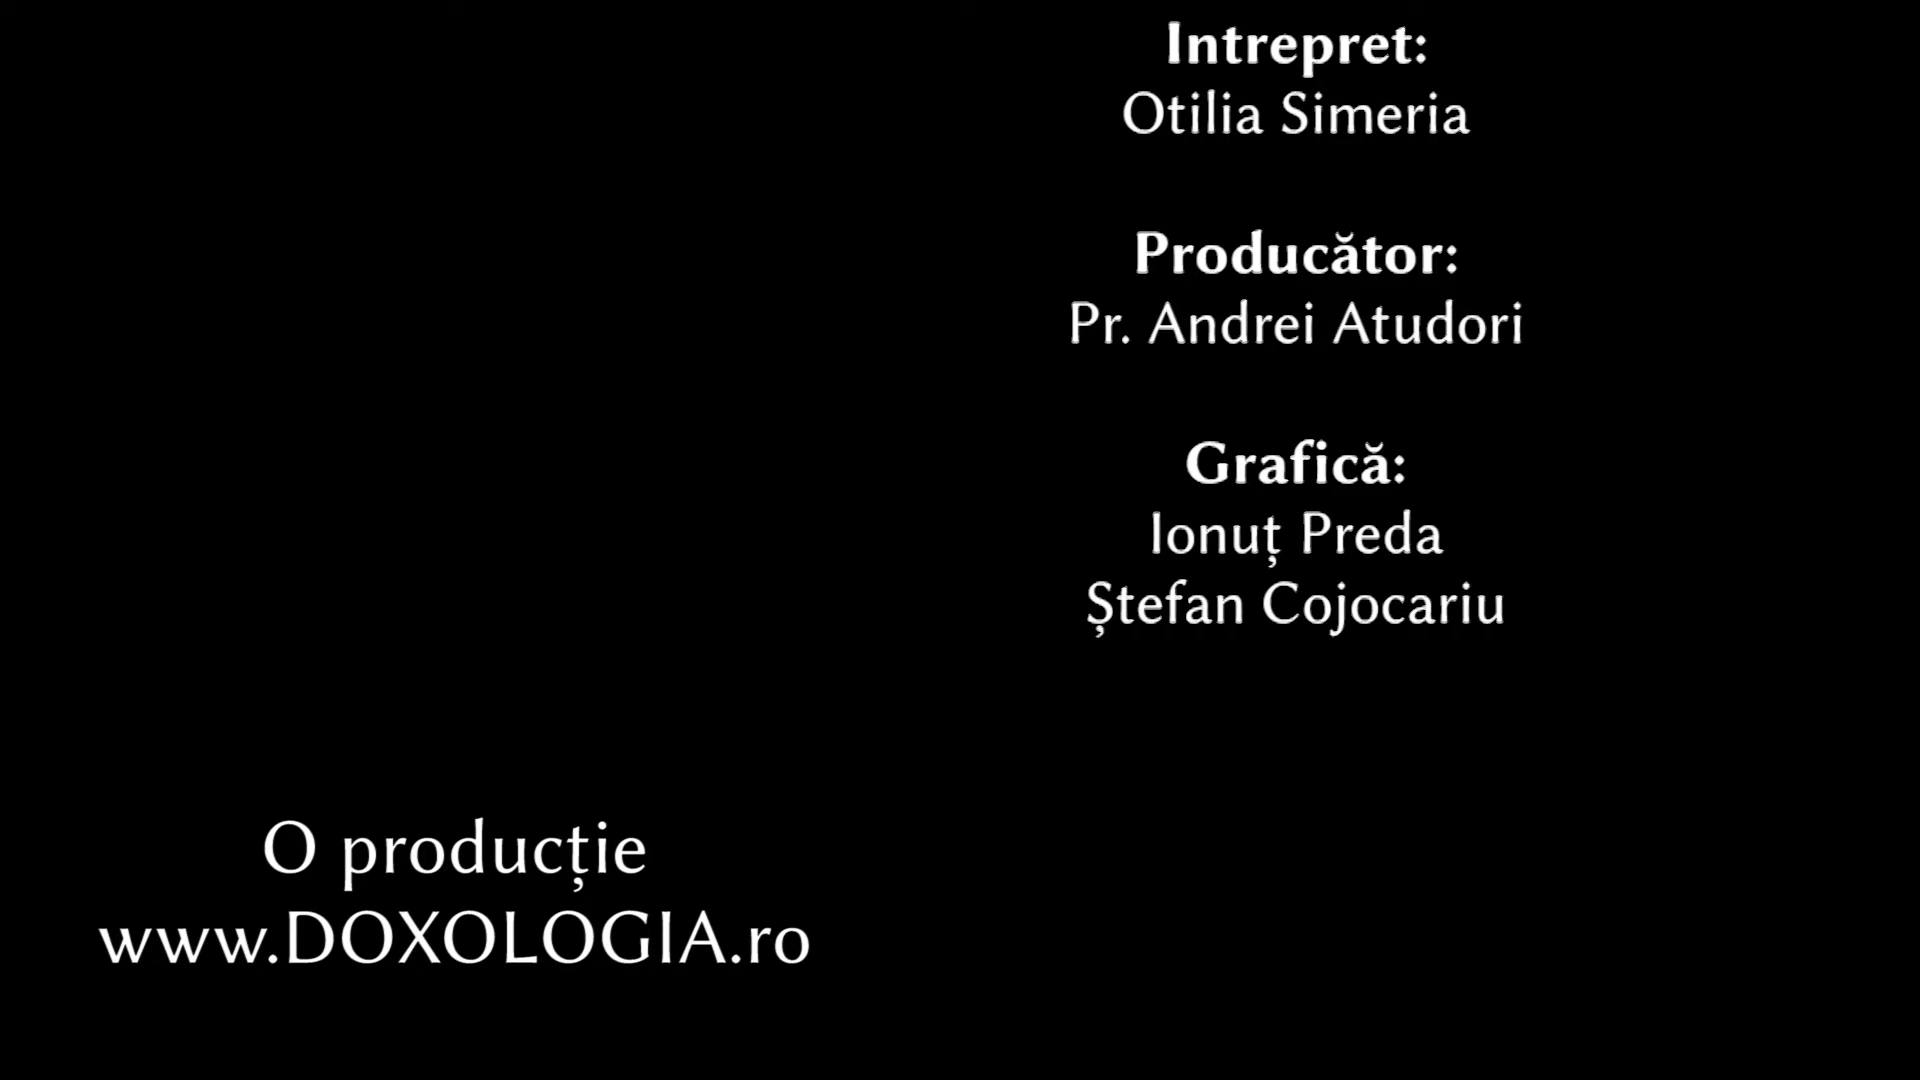 Intrepret:
Otilia Simeria
Producător:
Pr. Andrei Atudori
Grafică:
Ionuț Preda
Ștefan Cojocariu
O producție
www.DOXOLOGIA.ro